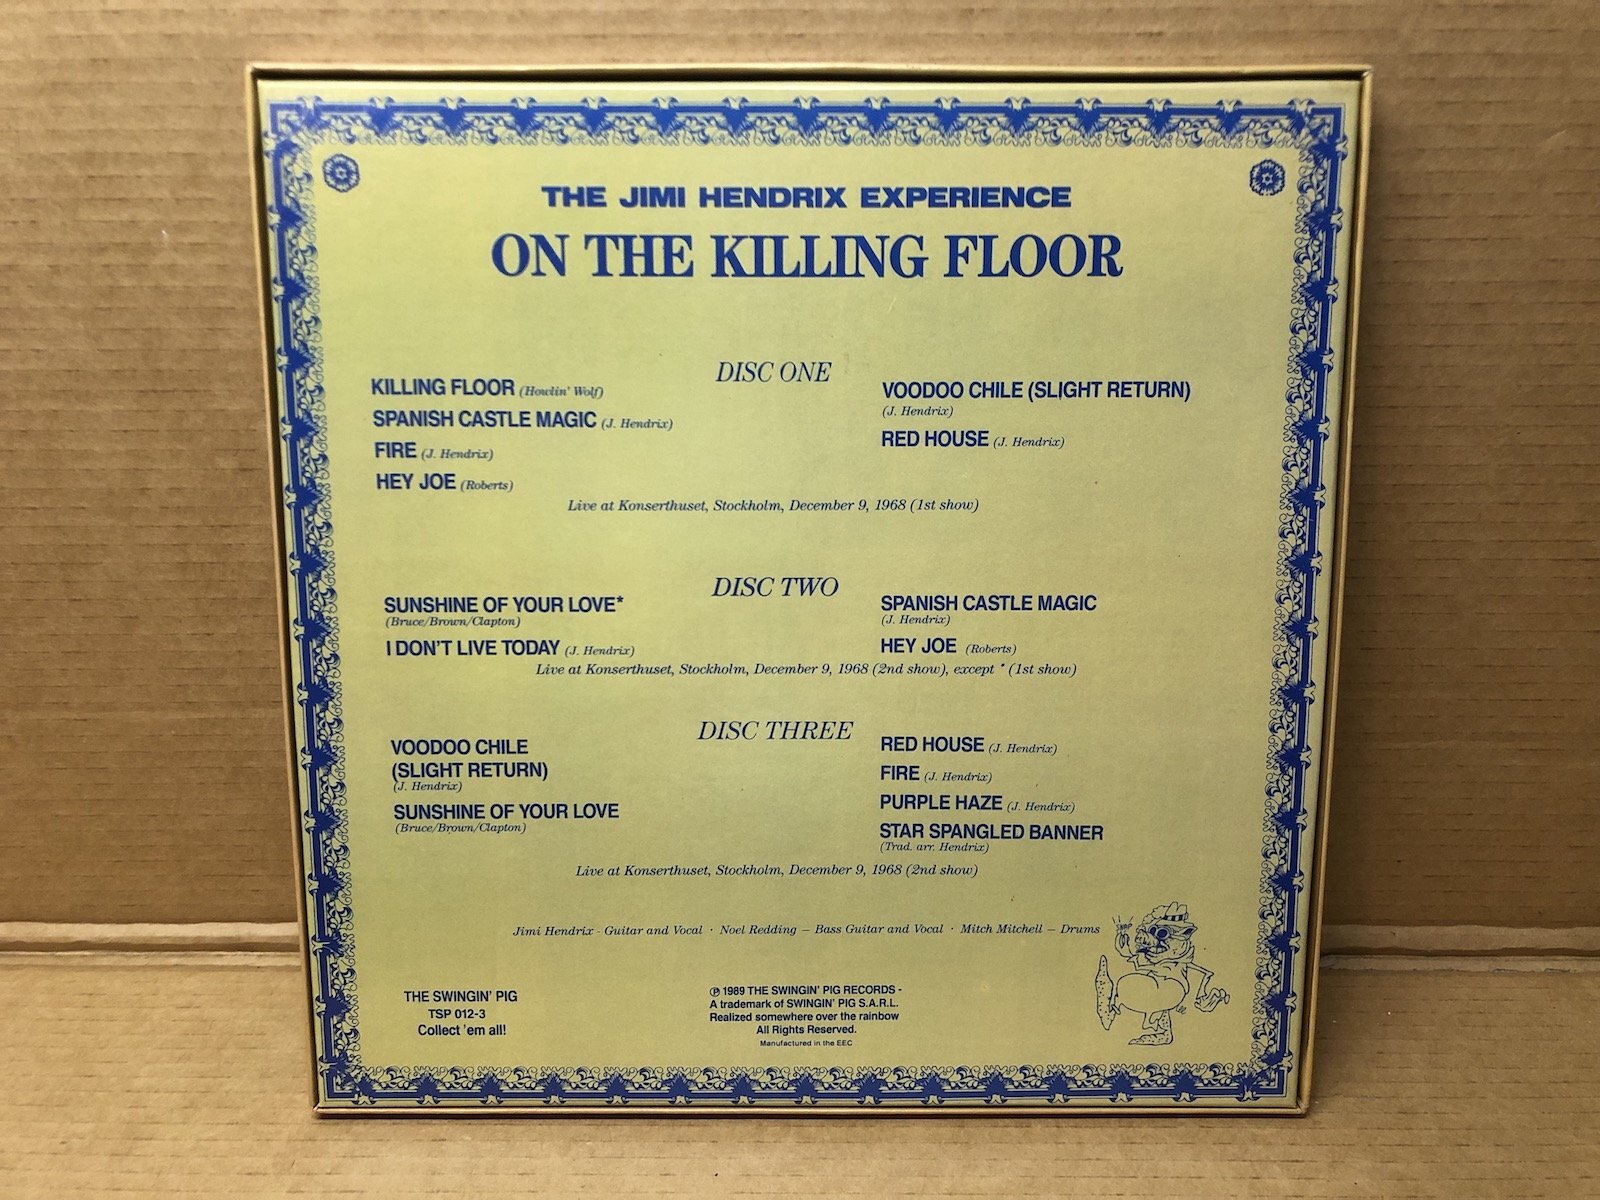 THE JIMI HENDRIX EXPERIENCE
ON THE KILLING FLOOR
DISC ONE
KILLING FLOOR (Howlin' Wolf)
SPANISH CASTLE MAGIC (J. Hendrix)
FIRE (J. Hendrix)
HEY JOE (Roberts)
VOODOO CHILE (SLIGHT RETURN)
(J. Hendrix)
RED HOUSE (J. Hendrix)
Live at Konserthuset, Stockholm, December 9, 1968 (1st show)
DISC TWO
SUNSHINE OF YOUR LOVE*
(Bruce/Brown/Clapton)
I DON'T LIVE TODAY (J. Hendrix)
SPANISH CASTLE MAGIC
(J. Hendrix)
HEY JOE (Roberts)
Live at Konserthuset, Stockholm, December 9, 1968 (2nd show), except * (1st show)
DISC THREE
VOODOO CHILE
(SLIGHT RETURN)
(J. Hendrix)
SUNSHINE OF YOUR LOVE
(Bruce/Brown/Clapton)
RED HOUSE (J. Hendrix)
FIRE (J. Hendrix)
PURPLE HAZE (J. Hendrix)
STAR SPANGLED BANNER
(Trad. arr. Hendrix)
Live at Konserthuset, Stockholm, December 9, 1968 (2nd show)
Jimi Hendrix - Guitar and Vocal · Noel Redding – Bass Guitar and Vocal · Mitch Mitchell – Drums
THE SWINGIN' PIG
TSP 012-3
Collect 'em all!
℗ 1989 THE SWINGIN' PIG RECORDS -
A trademark of SWINGIN' PIG S.A.R.L.
Realized somewhere over the rainbow
All Rights Reserved.
Manufactured in the EEC